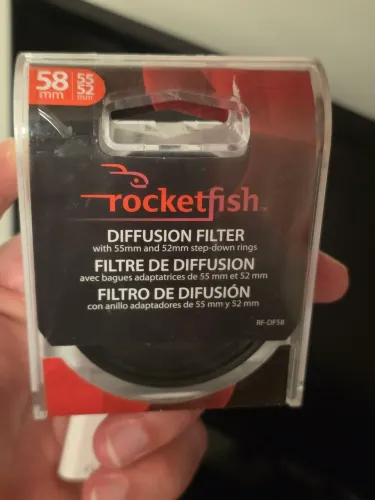 58 mm
55
52
mm
rocketfish™
DIFFUSION FILTER
with 55mm and 52mm step-down rings
FILTRE DE DIFFUSION
avec bagues adaptatrices de 55 mm et 52 mm
FILTRO DE DIFUSIÓN
con anillo adaptadores de 55 mm y 52 mm
RF-DF58